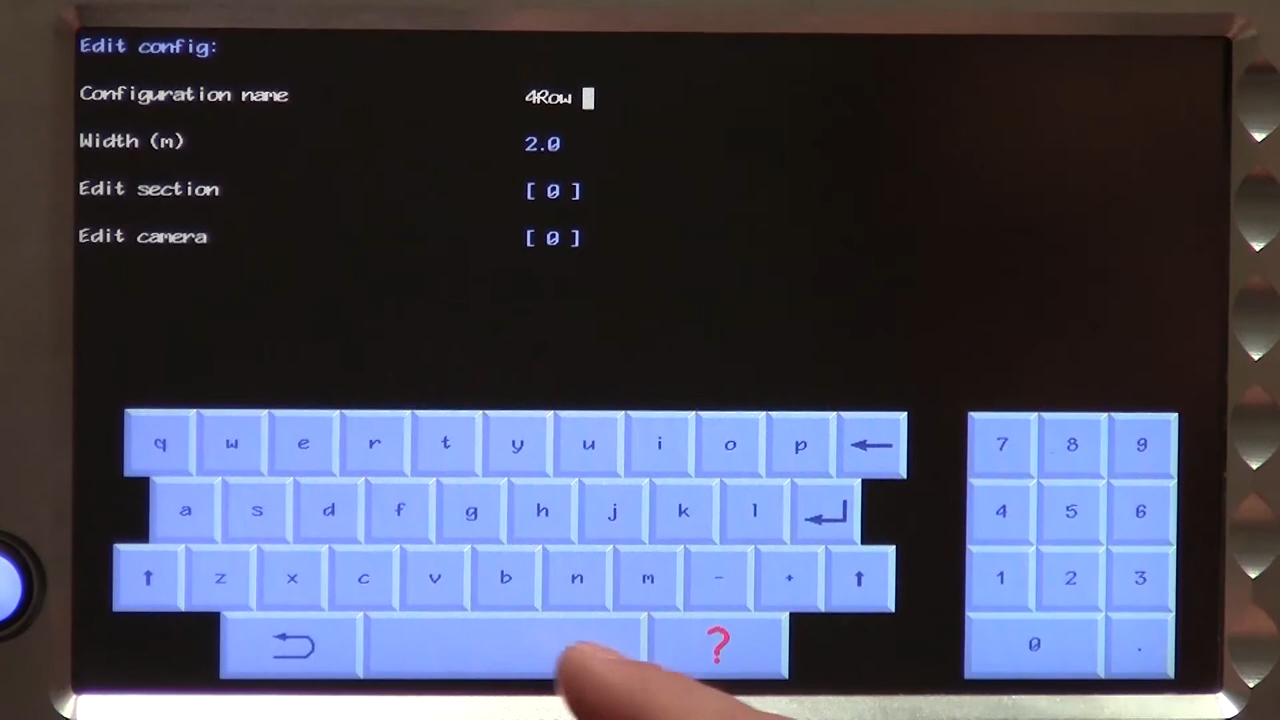 Edit config:
Configuration name 4Row
Width (m) 2.0
Edit section [ 0 ]
Edit camera [ 0 ]
q w e r t y u i o p ← 7 8 9
a s d f g h j k l 4 5 6
↑ z x c v b n m - + ↑ 1 2 3
? 0 .